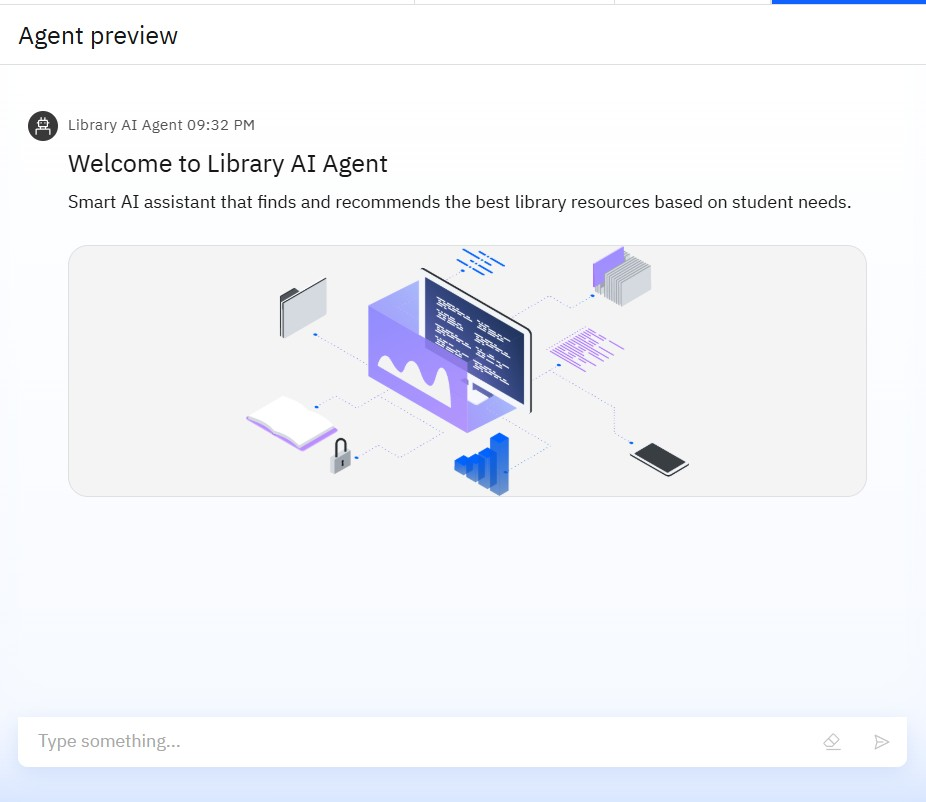 Agent preview
Library AI Agent 09:32 PM
Welcome to Library AI Agent
Smart AI assistant that finds and recommends the best library resources based on student needs.
Type something...